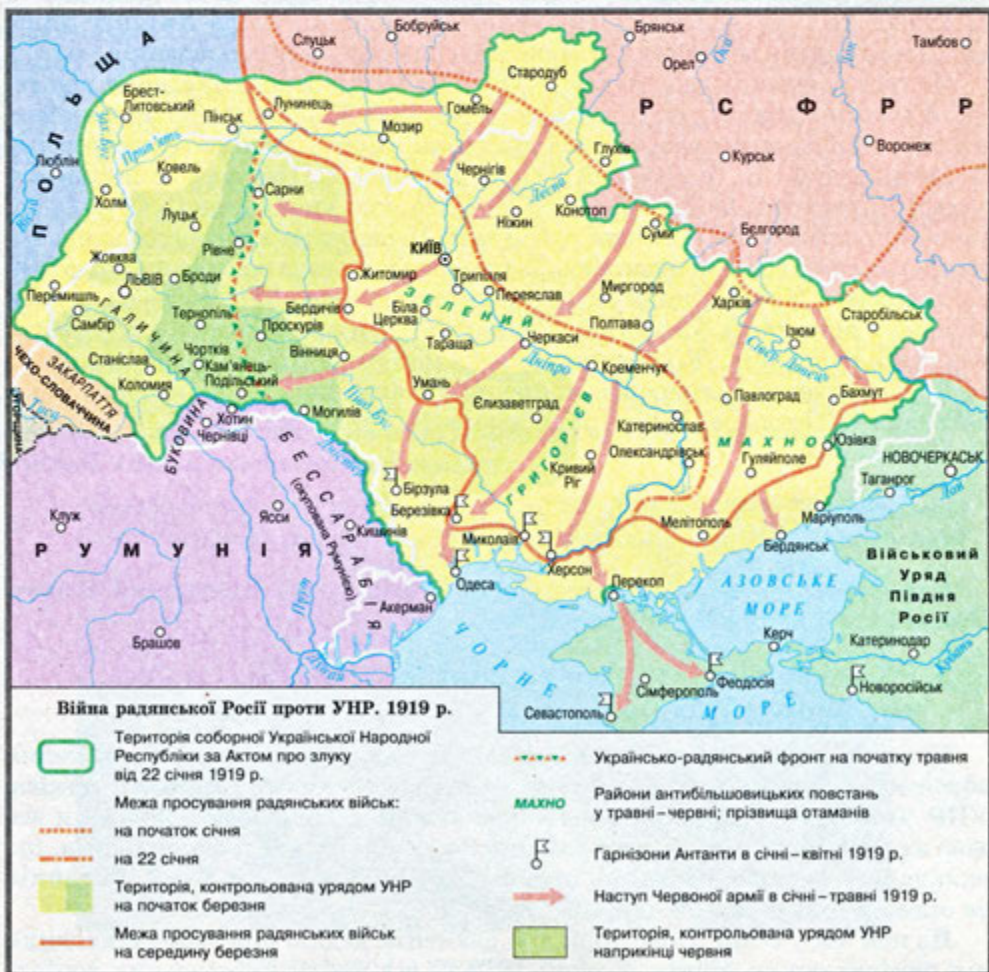 Бобруйськ
Брянськ
Тамбов
Слуцьк
Ока
Дон
Орел
Стародуб
ПОЛЬЩА
Брест-
Литовський
Лунинець
Гомель
РСФРР
Пінськ
Мозир
Прип'ять
Глухів
Воронеж
Курськ
Люблін
Ковель
Чернігів
Десна
Сарни
Холм
Конотоп
Луцьк
Ніжин
Суми
Бєлгород
Рівне
КИЇВ
Жовква
Житомир
Трипілля
ЛЬВІВ
Броди
Переяслав
Миргород
Харків
Перемишль
Бердичів
ЗЕЛЕНИЙ
Біла
Церква
Старобільськ
Самбір
ГАЛИЧИНА
Тернопіль
Проскурів
Полтава
Ізюм
Тараща
Черкаси
Сівер. Донець
Вінниця
Чортків
Станіслав
Дніпро
Кременчук
ЗАКАРПАТТЯ
ЧЕХО-СЛОВАЧЧИНА
Кам'янець-
Подільський
Коломия
Умань
Павлоград
Бахмут
Півд. Буг
Єлизаветград
Хотин
Могилів
Катеринослав
БУКОВИНА
Чернівці
МАХНО
Юзівка
ГРИГОР'ЄВ
Олександрівськ
НОВОЧЕРКАСЬК
Гуляйполе
Кривий
Ріг
Таганрог
Дон
БЕССАРАБІЯ
(окупована Румунією)
Бірзула
Березівка
Маріуполь
Клуж
Ясси
Кишинів
Миколаїв
Мелітополь
Бердянськ
РУМУНІЯ
Херсон
Військовий
Уряд
Півдня
Росії
Одеса
Перекоп
АЗОВСЬКЕ
МОРЕ
Прут
Акерман
Брашов
Керч
Катеринодар
Кубань
ЧОРНЕ МОРЕ
Дунай
Сімферополь
Феодосія
Новоросійськ
Севастополь
Війна радянської Росії проти УНР. 1919 р.
Територія соборної Української Народної
Республіки за Актом про злуку
від 22 січня 1919 р.
Межа просування радянських військ:
на початок січня
на 22 січня
Територія, контрольована урядом УНР
на початок березня
Межа просування радянських військ
на середину березня
Українсько-радянський фронт на початку травня
МАХНО
Райони антибільшовицьких повстань
у травні–червні; прізвища отаманів
Гарнізони Антанти в січні–квітні 1919 р.
Наступ Червоної армії в січні–травні 1919 р.
Територія, контрольована урядом УНР
наприкінці червня